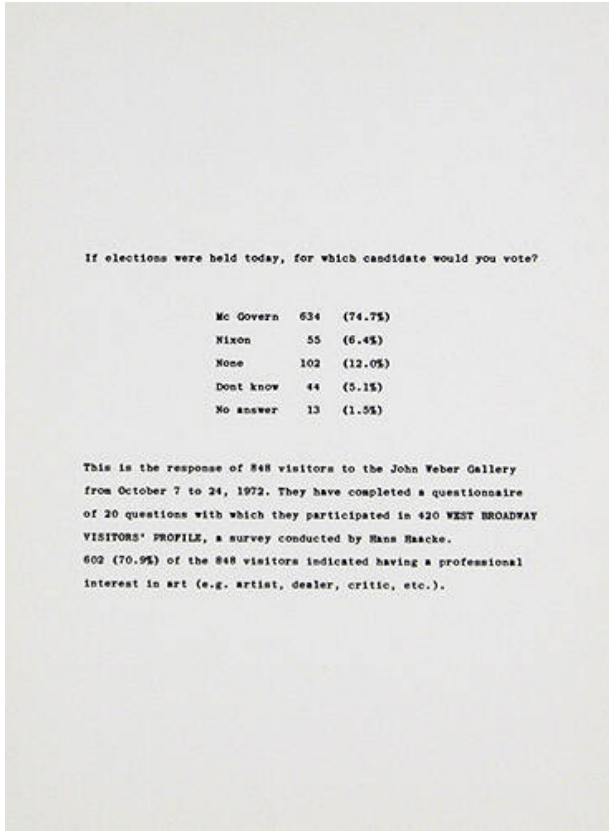 If elections were held today, for which candidate would you vote?
Mc Govern 634 (74.7%)
Nixon 55 (6.4%)
None 102 (12.0%)
Dont know 44 (5.1%)
No answer 13 (1.5%)
This is the response of 848 visitors to the John Weber Gallery
from October 7 to 24, 1972. They have completed a questionnaire
of 20 questions with which they participated in 420 WEST BROADWAY
VISITORS' PROFILE, a survey conducted by Hans Haacke.
602 (70.9%) of the 848 visitors indicated having a professional
interest in art (e.g. artist, dealer, critic, etc.).